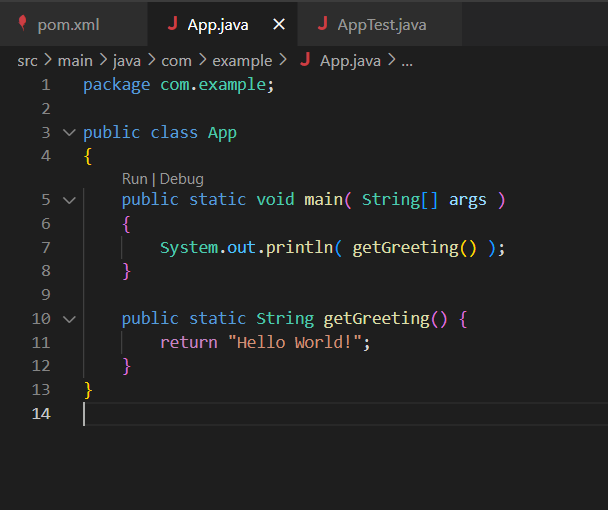 pom.xml App.java AppTest.java
src > main > java > com > example > App.java > ...
1 package com.example;
2
3 public class App
4 {
Run | Debug
5 public static void main( String[] args )
6 {
7 System.out.println( getGreeting() );
8 }
9
10 public static String getGreeting() {
11 return "Hello World!";
12 }
13 }
14